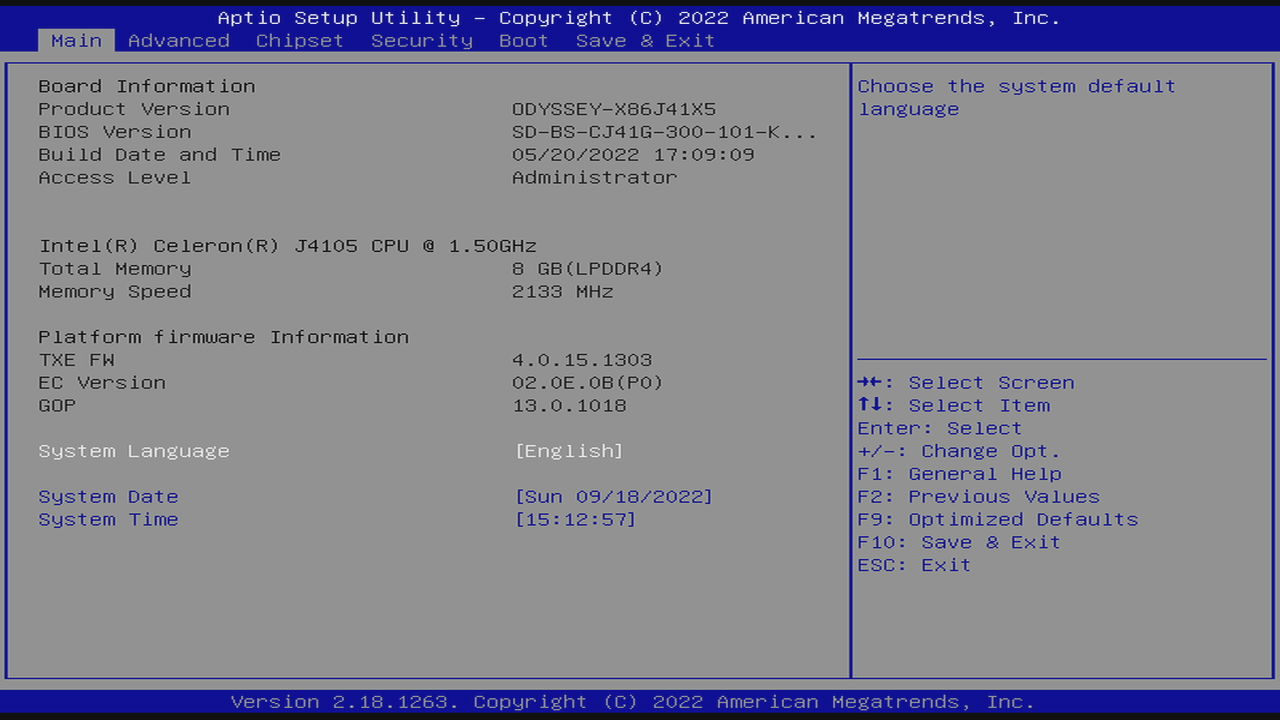 Aptio Setup Utility – Copyright (C) 2022 American Megatrends, Inc.
Main Advanced Chipset Security Boot Save & Exit
Board Information
Product Version ODYSSEY-X86J41X5
BIOS Version SD-BS-CJ41G-300-101-K...
Build Date and Time 05/20/2022 17:09:09
Access Level Administrator
Intel(R) Celeron(R) J4105 CPU @ 1.50GHz
Total Memory 8 GB(LPDDR4)
Memory Speed 2133 MHz
Platform firmware Information
TXE FW 4.0.15.1303
EC Version 02.0E.0B(P0)
GOP 13.0.1018
System Language [English]
System Date [Sun 09/18/2022]
System Time [15:12:57]
Choose the system default
language
→←: Select Screen
↑↓: Select Item
Enter: Select
+/-: Change Opt.
F1: General Help
F2: Previous Values
F9: Optimized Defaults
F10: Save & Exit
ESC: Exit
Version 2.18.1263. Copyright (C) 2022 American Megatrends, Inc.